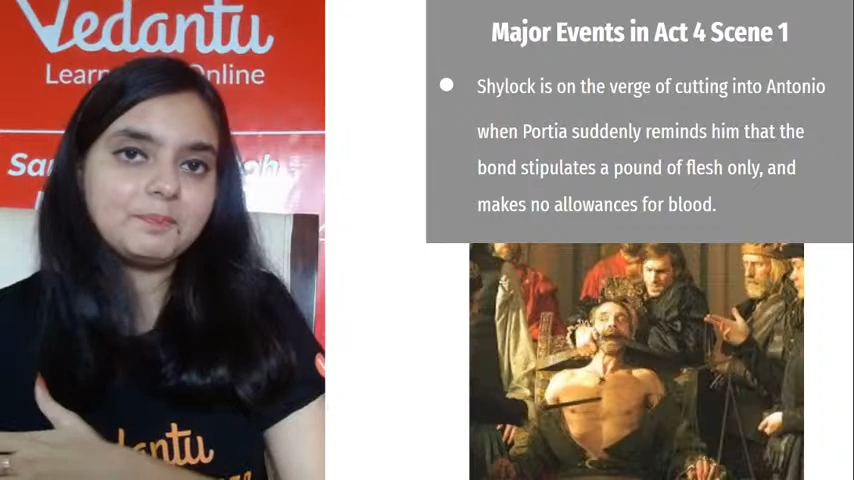 Vedantu
Learn Online
Major Events in Act 4 Scene 1
Shylock is on the verge of cutting into Antonio
when Portia suddenly reminds him that the
bond stipulates a pound of flesh only, and
makes no allowances for blood.